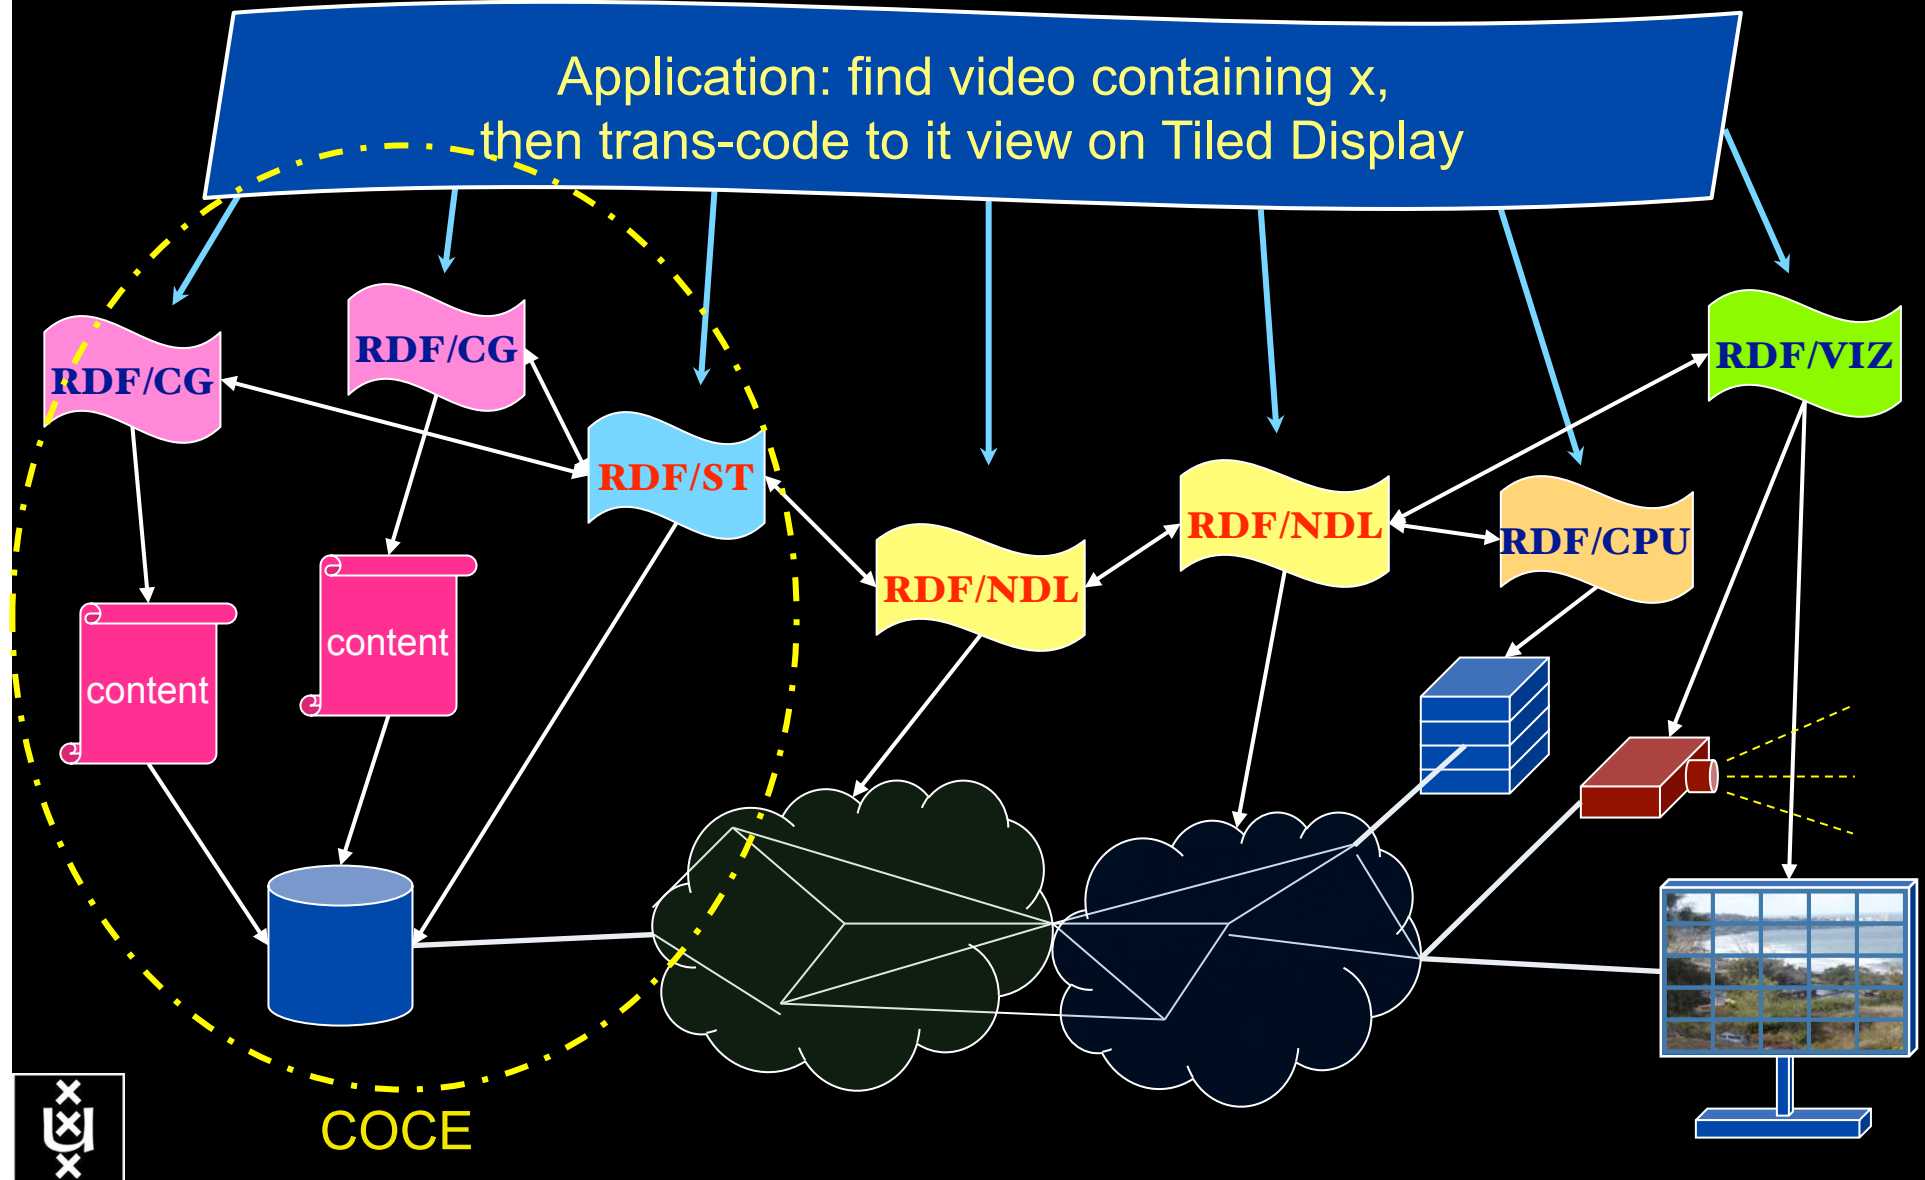 Application: find video containing x,
then trans-code to it view on Tiled Display
RDF/CG
RDF/CG
RDF/VIZ
RDF/ST
RDF/NDL
RDF/CPU
RDF/NDL
content
content
COCE